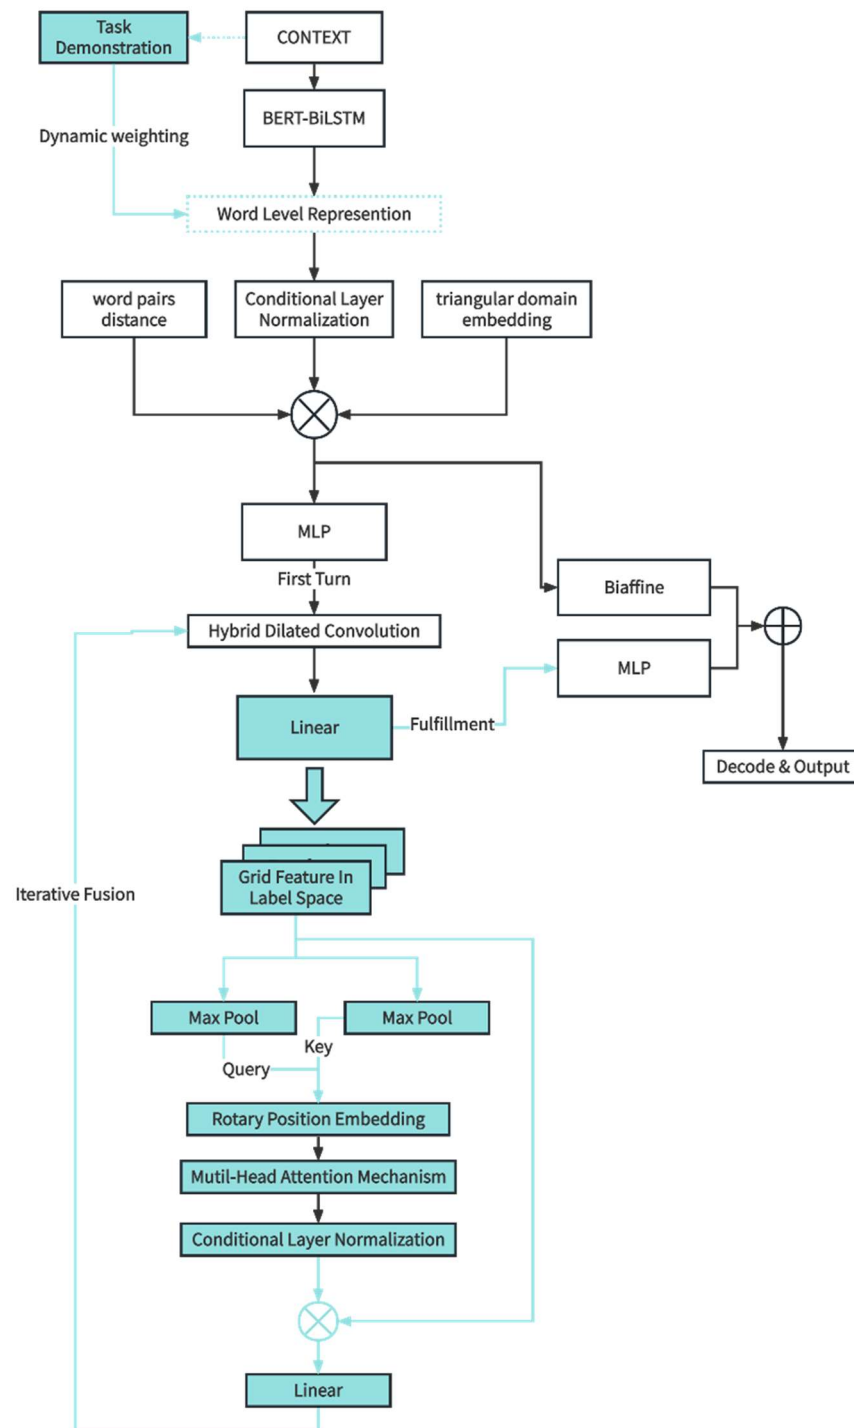 Task
Demonstration
CONTEXT
BERT-BiLSTM
Dynamic weighting
Word Level Represention
word pairs
distance
Conditional Layer
Normalization
triangular domain
embedding
MLP
First Turn
Biaffine
Hybrid Dilated Convolution
MLP
Linear
Fulfillment
Decode & Output
Grid Feature In
Label Space
Iterative Fusion
Max Pool
Max Pool
Key
Query
Rotary Position Embedding
Mutil-Head Attention Mechanism
Conditional Layer Normalization
Linear